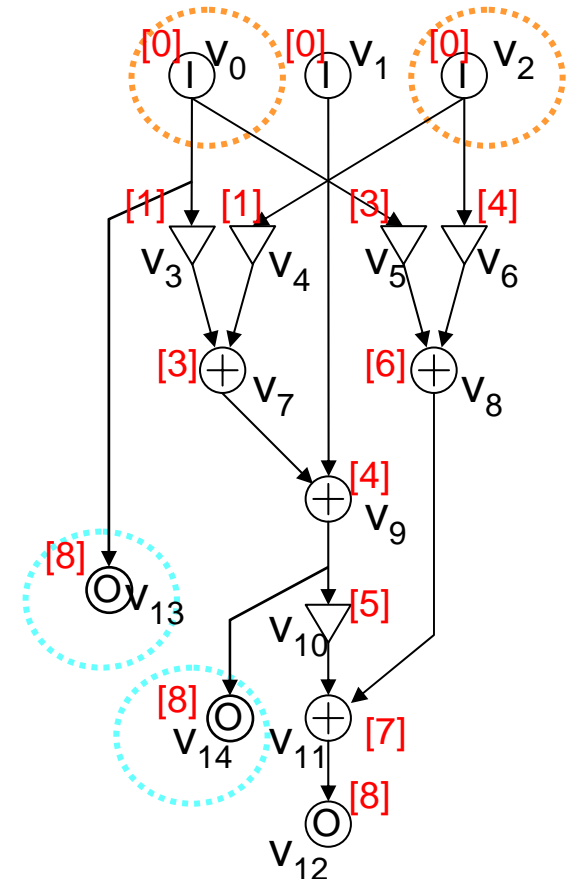 [0] v0 [0] v1 [0] v2
I I I
[1] [1] [3] [4]
v3 v4 v5 v6
[3] + v7 [6] + v8
[4]
+ v9
[8]
O v13
[5]
v10
[8] O v14
+ v11 [7]
[8]
O
v12